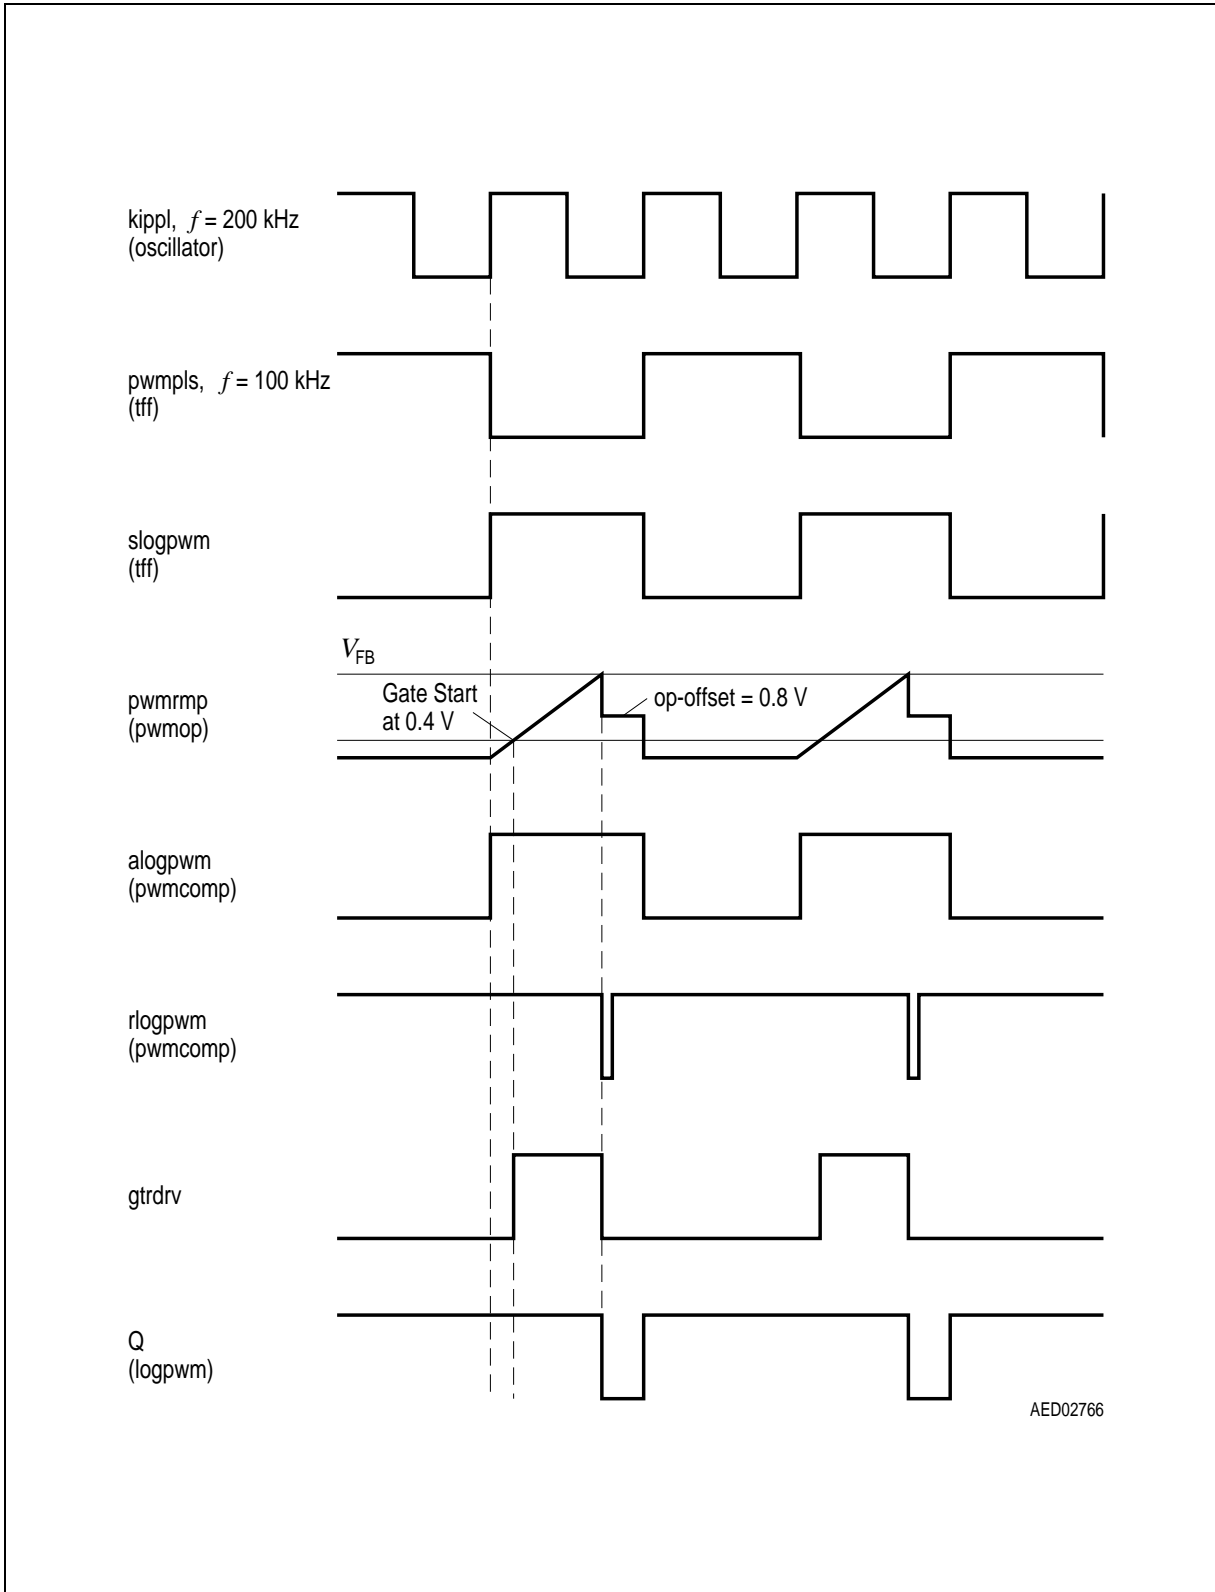 kippl, f = 200 kHz
(oscillator)
pwmpls, f = 100 kHz
(tff)
slogpwm
(tff)
VFB
pwmrmp
(pwmop)
Gate Start
at 0.4 V
op-offset = 0.8 V
alogpwm
(pwmcomp)
rlogpwm
(pwmcomp)
gtrdrv
Q
(logpwm)
AED02766